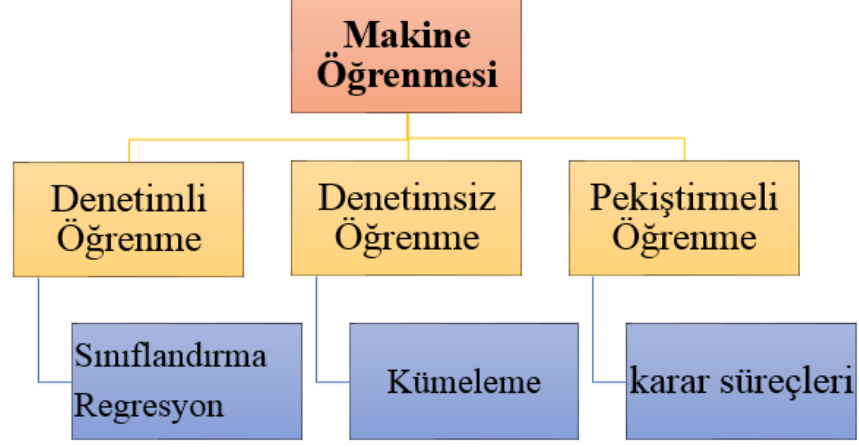 Makine
Öğrenmesi
Denetimli
Öğrenme
Denetimsiz
Öğrenme
Pekiştirmeli
Öğrenme
Sınıflandırma
Regresyon
Kümeleme
karar süreçleri